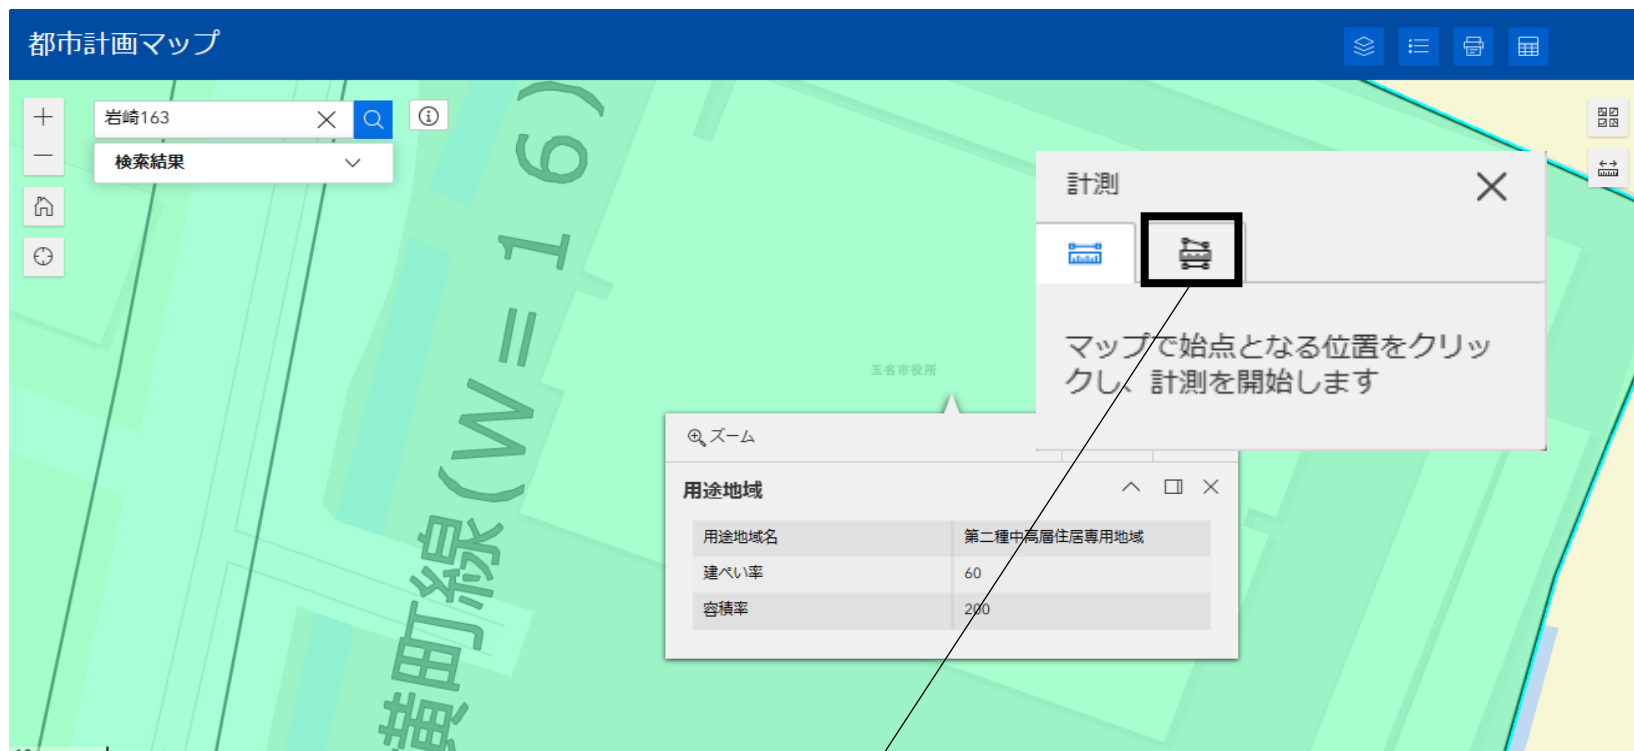 都市計画マップ
岩崎163
検索結果
横町線(W=16)
玉名市役所
計測
マップで始点となる位置をクリッ
クし、計測を開始します
ズーム
用途地域
用途地域名 第二種中高層住居専用地域
建ぺい率 60
容積率 200